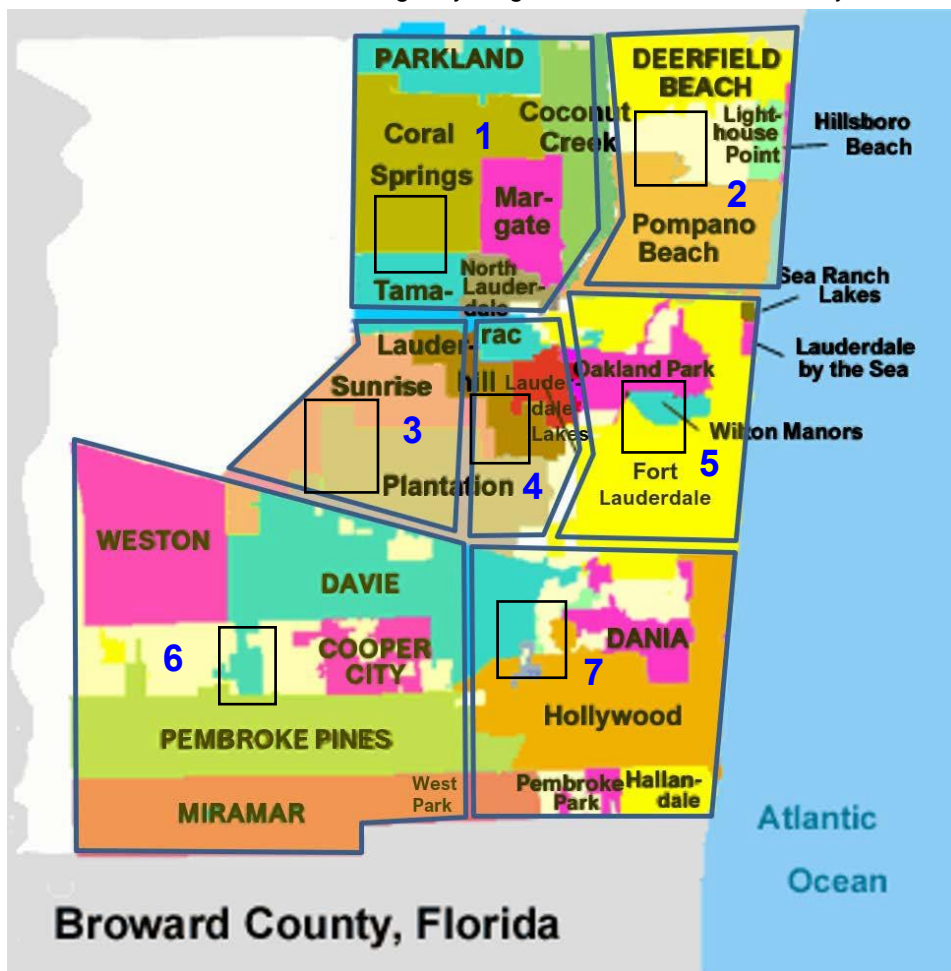 PARKLAND
DEERFIELD
BEACH
Coral
Springs
1
Coconut
Creek
Light-
house
Point
Hillsboro
Beach
2
Mar-
gate
Pompano
Beach
Tama-
North
Lauder-
dale
Sea Ranch
Lakes
Lauder-
rac
Sunrise
hill
Lauder-
dale
Lakes
Oakland Park
Lauderdale
by the Sea
3
Wilton Manors
Plantation
4
5
Fort
Lauderdale
WESTON
DAVIE
6
COOPER
CITY
DANIA
7
Hollywood
PEMBROKE PINES
West
Park
Pembroke
Park
Hallan-
dale
MIRAMAR
Atlantic
Ocean
Broward County, Florida